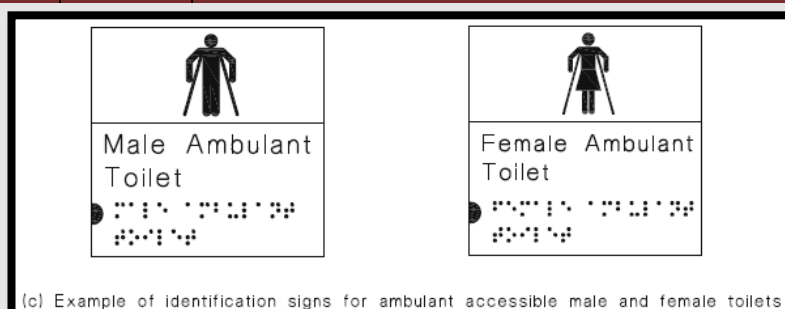 Male Ambulant
Toilet
⠍⠁⠇⠑ ⠁⠍⠃⠥⠇⠁⠝⠞
⠞⠕⠊⠇⠑⠞
Female Ambulant
Toilet
⠋⠑⠍⠁⠇⠑ ⠁⠍⠃⠥⠇⠁⠝⠞
⠞⠕⠊⠇⠑⠞
(c) Example of identification signs for ambulant accessible male and female toilets